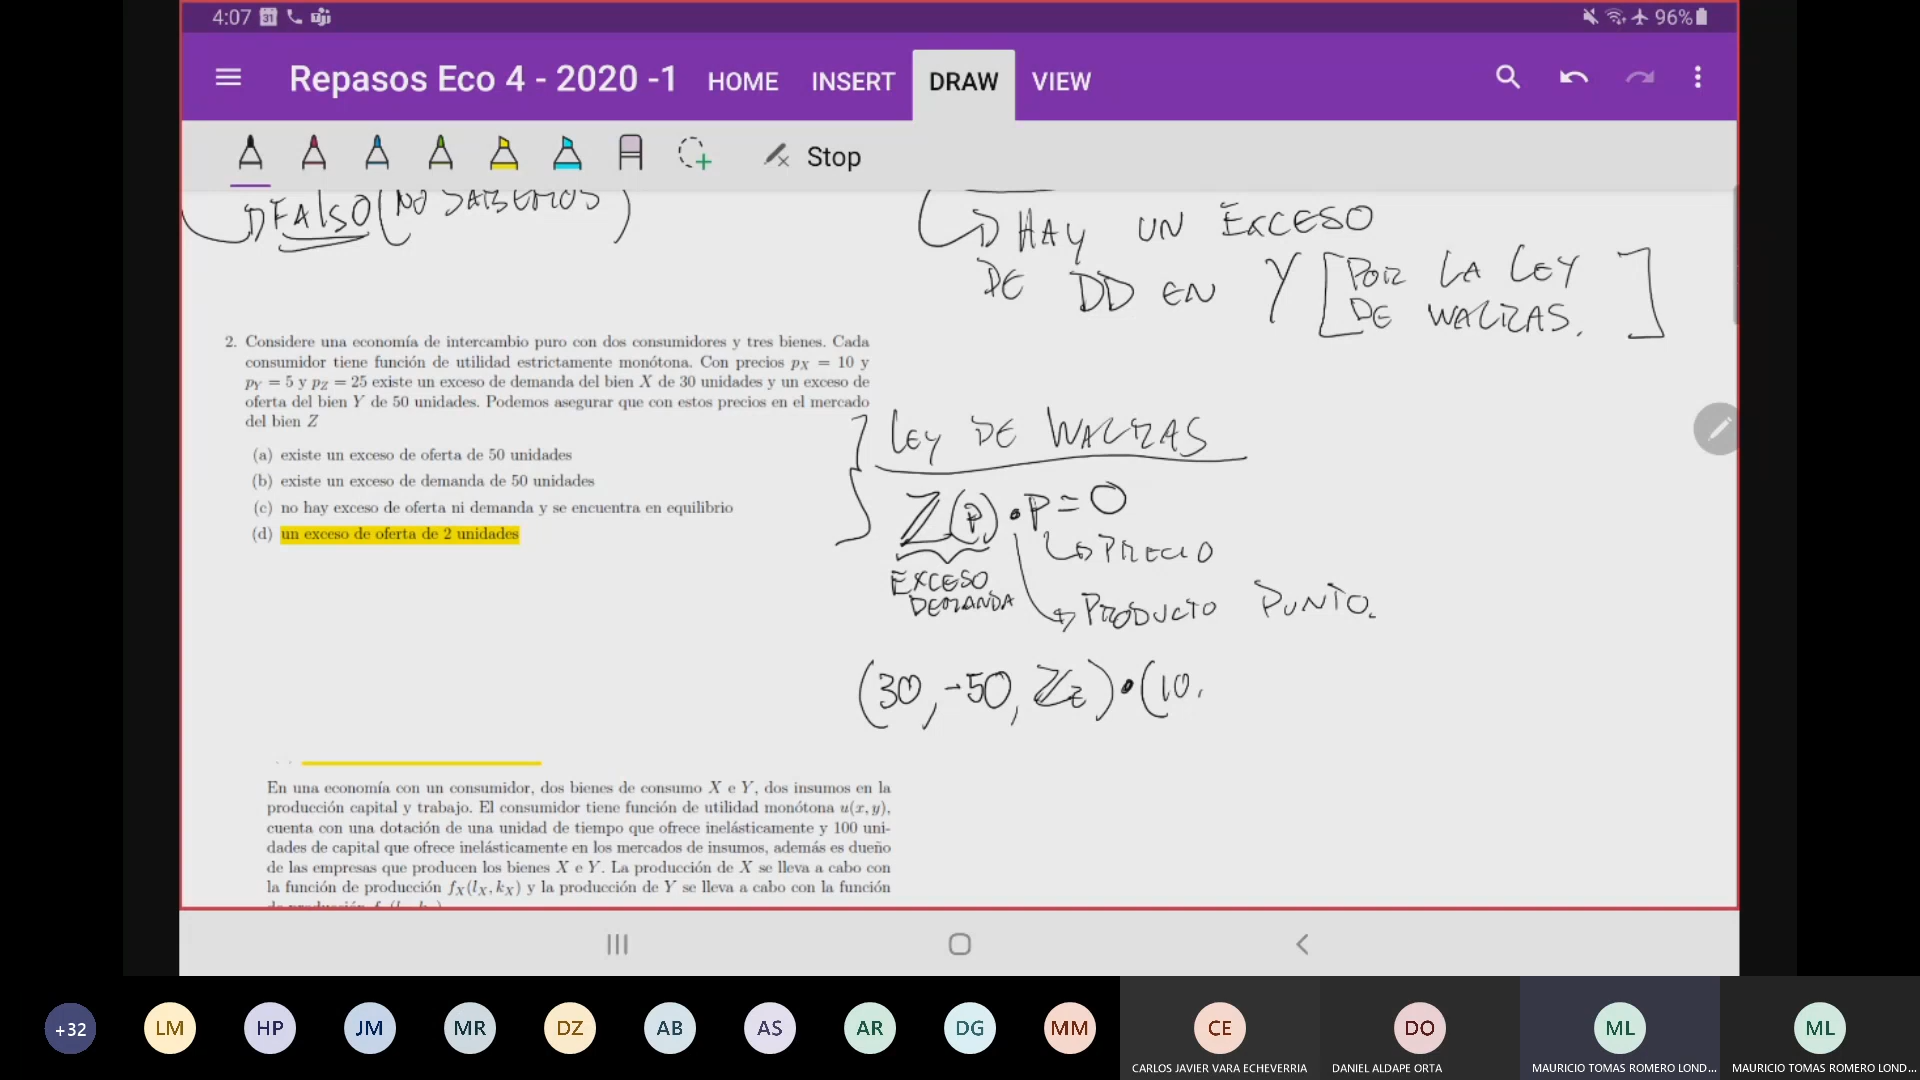 4:07
96%
Repasos Eco 4 - 2020 -1 HOME INSERT DRAW VIEW
Stop
FALSO (NO SABEMOS)
HAY UN EXCESO
DE DD EN Y [POR LA LEY
DE WALRAS. ]
2. Considere una economía de intercambio puro con dos consumidores y tres bienes. Cada
consumidor tiene función de utilidad estrictamente monótona. Con precios pX = 10 y
pY = 5 y pZ = 25 existe un exceso de demanda del bien X de 30 unidades y un exceso de
oferta del bien Y de 50 unidades. Podemos asegurar que con estos precios en el mercado
del bien Z
(a) existe un exceso de oferta de 50 unidades
(b) existe un exceso de demanda de 50 unidades
(c) no hay exceso de oferta ni demanda y se encuentra en equilibrio
(d) un exceso de oferta de 2 unidades
LEY DE WALRAS
Z(P) • P = 0
PRECIO
EXCESO
DEMANDA
PRODUCTO PUNTO.
(30, -50, Zz) • (10,
En una economía con un consumidor, dos bienes de consumo X e Y, dos insumos en la
producción capital y trabajo. El consumidor tiene función de utilidad monótona u(x, y),
cuenta con una dotación de una unidad de tiempo que ofrece inelásticamente y 100 uni-
dades de capital que ofrece inelásticamente en los mercados de insumos, además es dueño
de las empresas que producen los bienes X e Y. La producción de X se lleva a cabo con
la función de producción fX(lX, kX) y la producción de Y se lleva a cabo con la función
+32 LM HP JM MR DZ AB AS AR DG MM CE DO ML ML
CARLOS JAVIER VARA ECHEVERRIA DANIEL ALDAPE ORTA MAURICIO TOMAS ROMERO LOND... MAURICIO TOMAS ROMERO LOND...